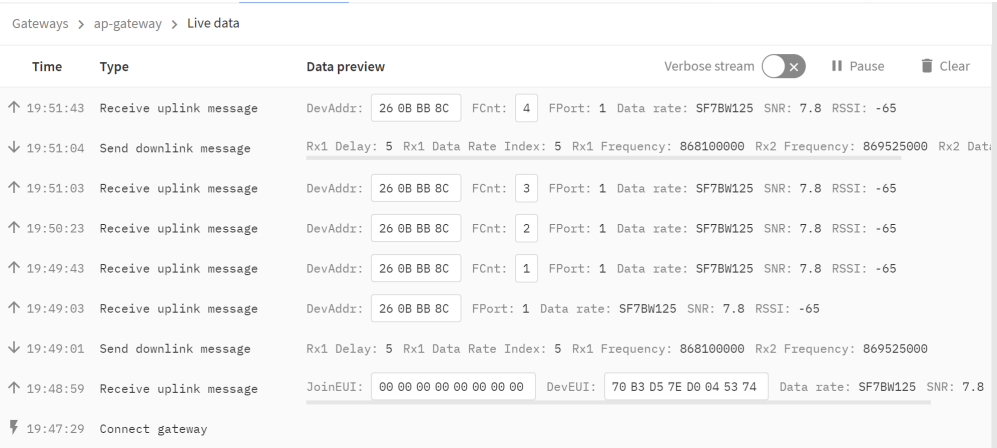 Gateways > ap-gateway > Live data
Time Type Data preview Verbose stream Pause Clear
↑ 19:51:43 Receive uplink message DevAddr: 26 0B BB 8C FCnt: 4 FPort: 1 Data rate: SF7BW125 SNR: 7.8 RSSI: -65
↓ 19:51:04 Send downlink message Rx1 Delay: 5 Rx1 Data Rate Index: 5 Rx1 Frequency: 868100000 Rx2 Frequency: 869525000 Rx2 Data
↑ 19:51:03 Receive uplink message DevAddr: 26 0B BB 8C FCnt: 3 FPort: 1 Data rate: SF7BW125 SNR: 7.8 RSSI: -65
↑ 19:50:23 Receive uplink message DevAddr: 26 0B BB 8C FCnt: 2 FPort: 1 Data rate: SF7BW125 SNR: 7.8 RSSI: -65
↑ 19:49:43 Receive uplink message DevAddr: 26 0B BB 8C FCnt: 1 FPort: 1 Data rate: SF7BW125 SNR: 7.8 RSSI: -65
↑ 19:49:03 Receive uplink message DevAddr: 26 0B BB 8C FPort: 1 Data rate: SF7BW125 SNR: 7.8 RSSI: -65
↓ 19:49:01 Send downlink message Rx1 Delay: 5 Rx1 Data Rate Index: 5 Rx1 Frequency: 868100000 Rx2 Frequency: 869525000
↑ 19:48:59 Receive uplink message JoinEUI: 00 00 00 00 00 00 00 00 DevEUI: 70 B3 D5 7E D0 04 53 74 Data rate: SF7BW125 SNR: 7.8
19:47:29 Connect gateway